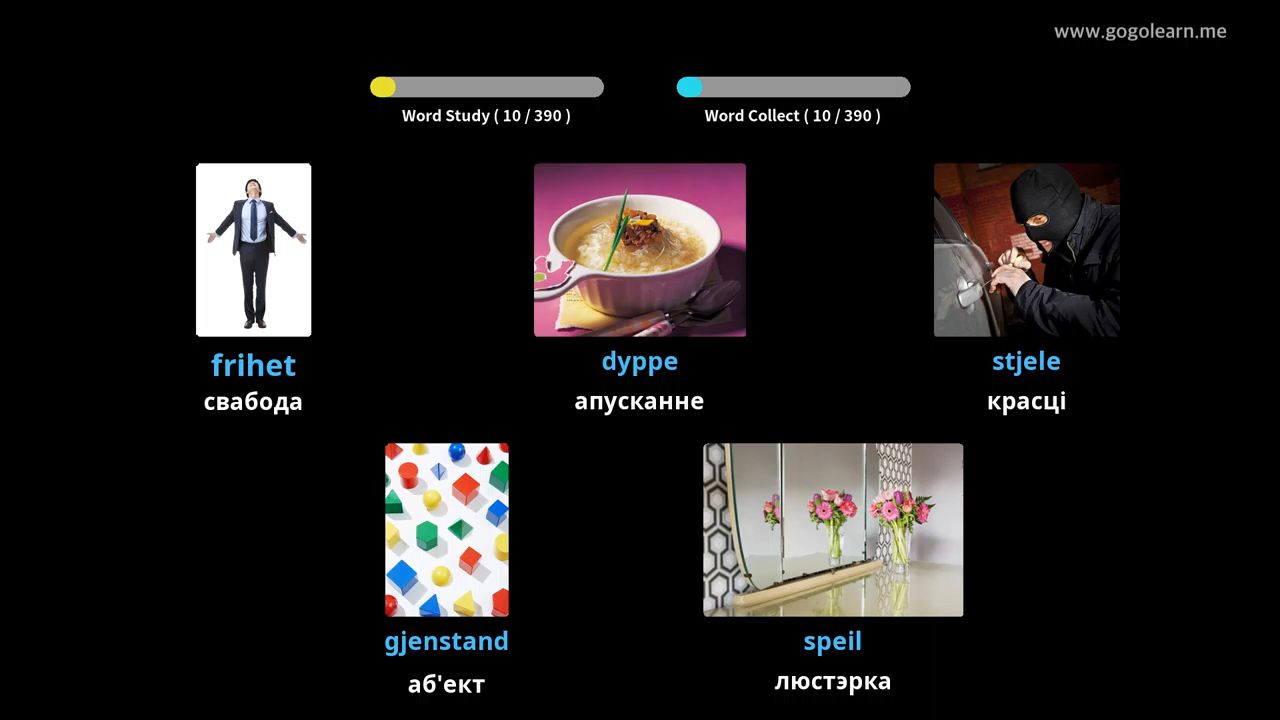 www.gogolearn.me
Word Study ( 10 / 390 )
Word Collect ( 10 / 390 )
frihet
свабода
dyppe
апусканне
stjele
красці
gjenstand
аб'ект
speil
люстэрка